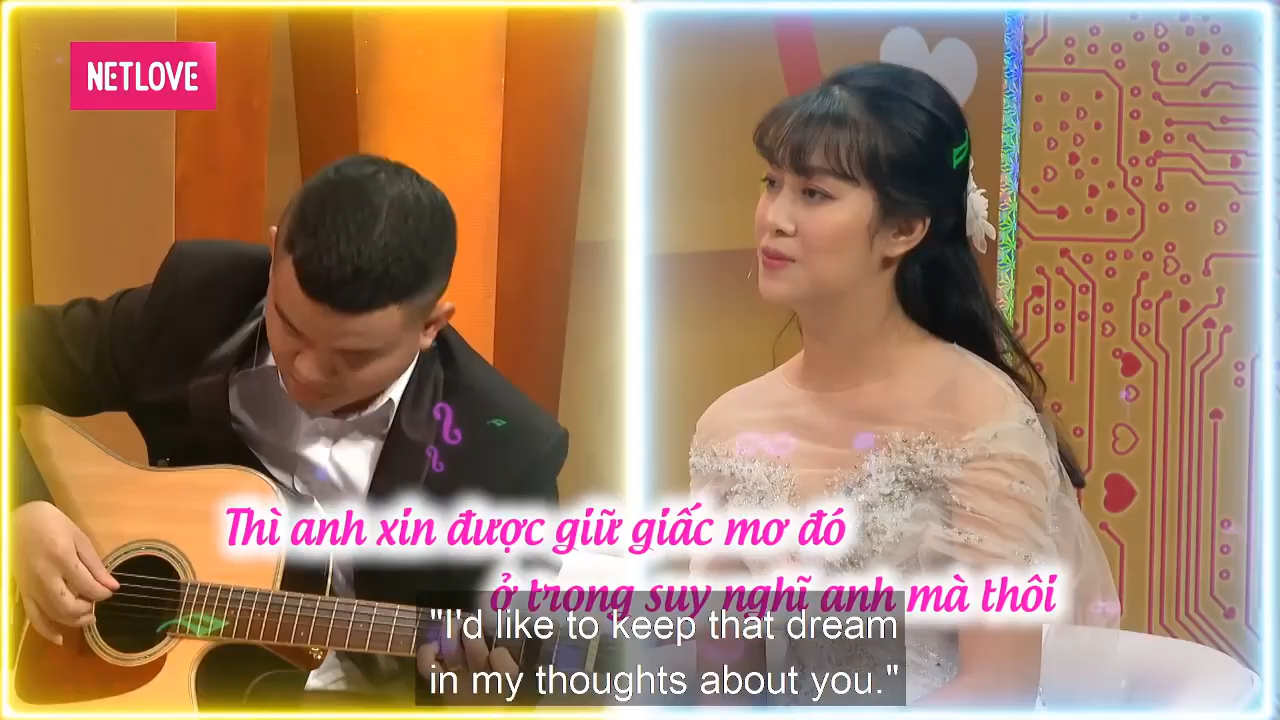 NETLOVE
Thì anh xin được giữ giấc mơ đó
ở trong suy nghĩ anh mà thôi
"I'd like to keep that dream
in my thoughts about you."